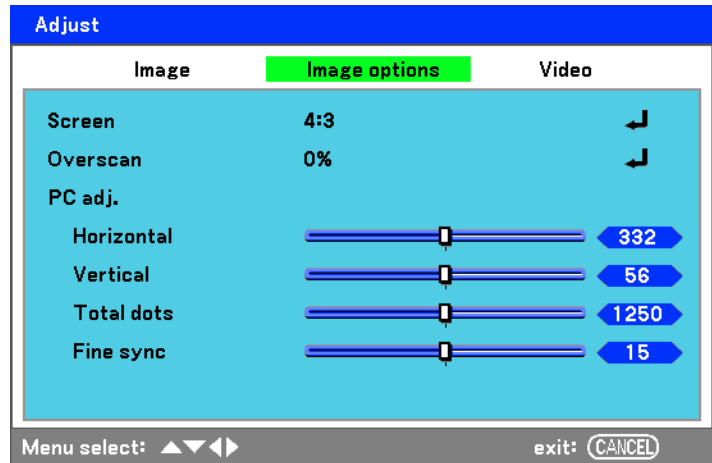 Adjust
Image Image options Video
Screen 4:3
Overscan 0%
PC adj.
Horizontal 332
Vertical 56
Total dots 1250
Fine sync 15
Menu select: ▲▼◀▶ exit: CANCEL